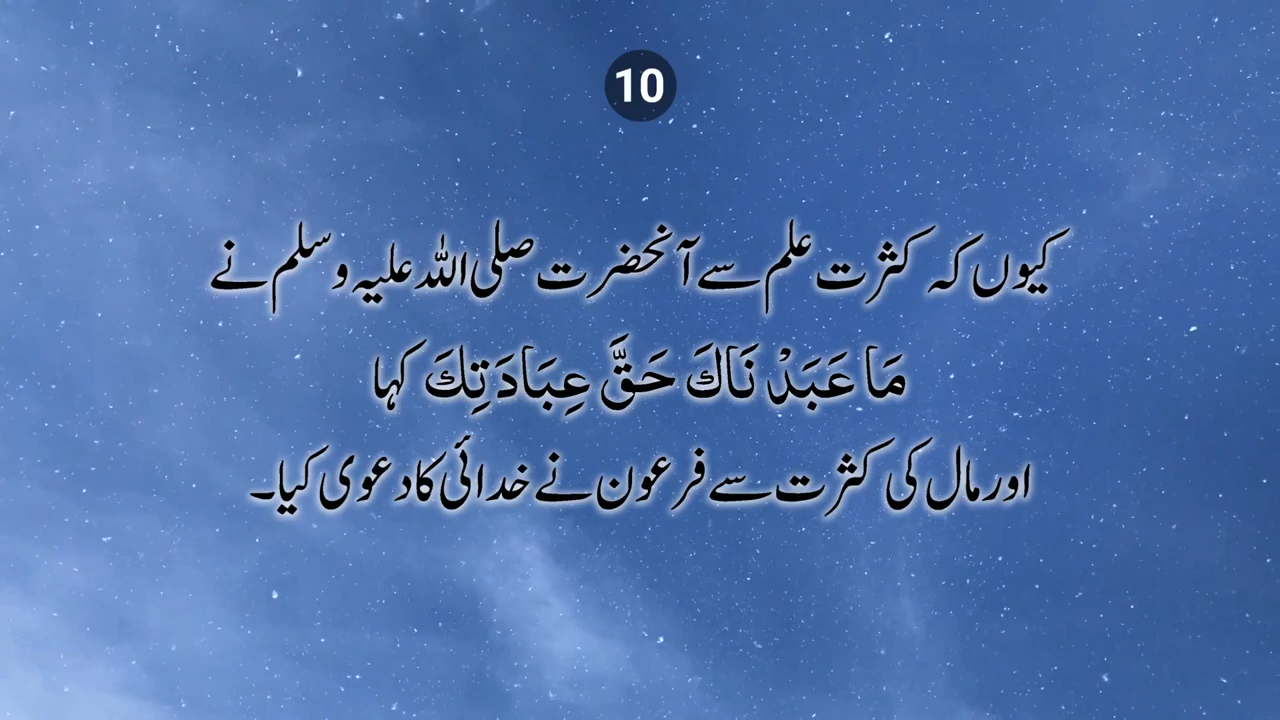 10
کیوں کہ کثرت علم سے آنحضرت صلی اللہ علیہ وسلم نے
مَا عَبَدْنَاكَ حَقَّ عِبَادَتِكَ کہا
اور مال کی کثرت سے فرعون نے خدائی کا دعوی کیا۔